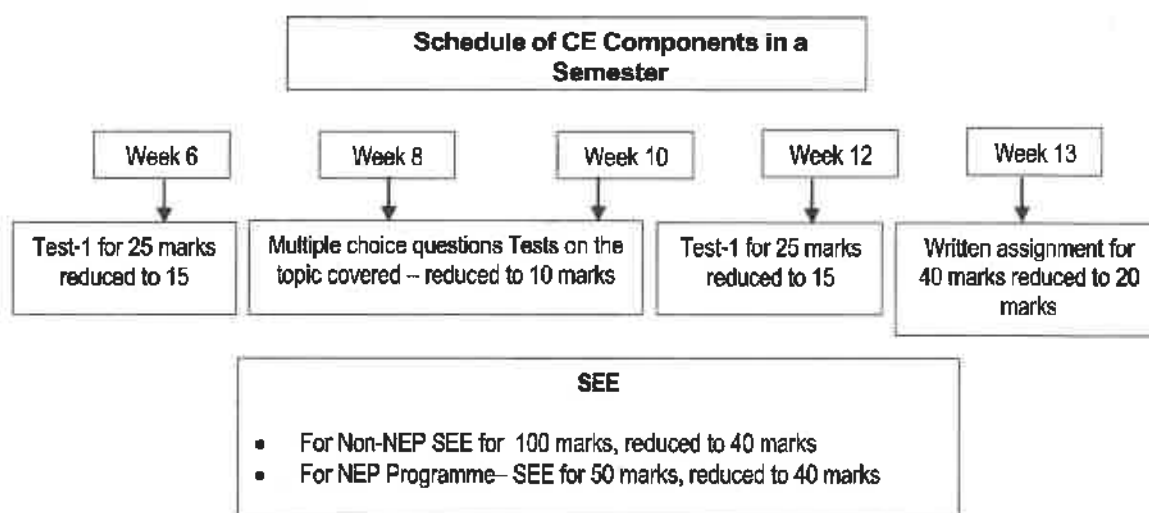 Schedule of CE Components in a
Semester
Week 6
Week 8
Week 10
Week 12
Week 13
Test-1 for 25 marks
reduced to 15
Multiple choice questions Tests on the
topic covered – reduced to 10 marks
Test-1 for 25 marks
reduced to 15
Written assignment for
40 marks reduced to 20
marks
SEE
• For Non-NEP SEE for 100 marks, reduced to 40 marks
• For NEP Programme– SEE for 50 marks, reduced to 40 marks